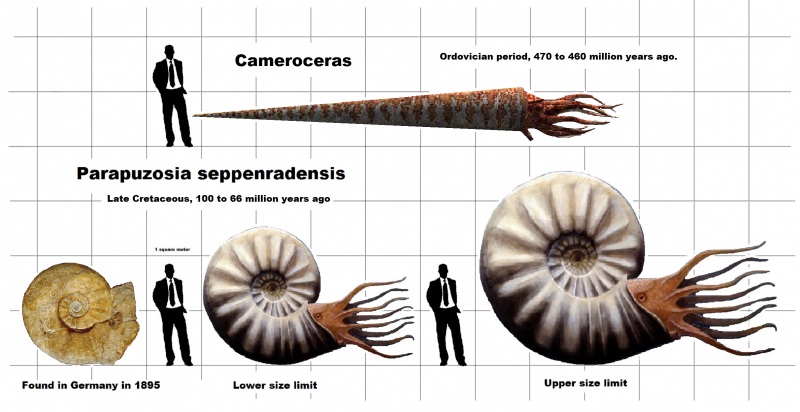 Cameroceras
Ordovician period, 470 to 460 million years ago.
Parapuzosia seppenradensis
Late Cretaceous, 100 to 66 million years ago
1 square meter
Found in Germany in 1895
Lower size limit
Upper size limit